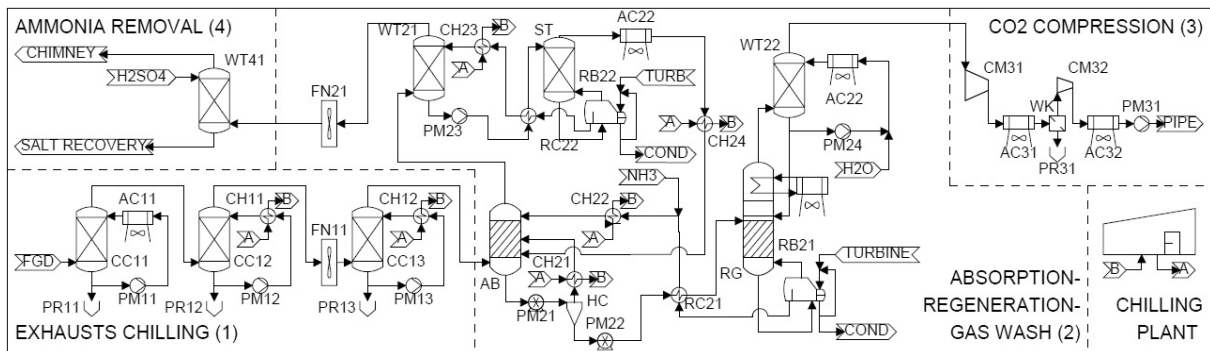 AMMONIA REMOVAL (4)
CHIMNEY
H2SO4
WT41
SALT RECOVERY
FN21
WT21
CH23
B
A
ST
AC22
RB22
TURB
PM23
RC22
COND
A
B
CH24
WT22
AC22
PM24
H2O
CO2 COMPRESSION (3)
CM31
CM32
WK
PM31
PIPE
AC31
AC32
PR31
AC11
CH11
B
A
FN11
CH12
B
A
FGD
CC11
CC12
CC13
PM11
PM12
PM13
PR11
PR12
PR13
EXHAUSTS CHILLING (1)
NH3
CH22
B
A
CH21
A
B
AB
HC
PM21
PM22
RC21
RG
RB21
TURBINE
COND
ABSORPTION-
REGENERATION-
GAS WASH (2)
B
A
CHILLING
PLANT